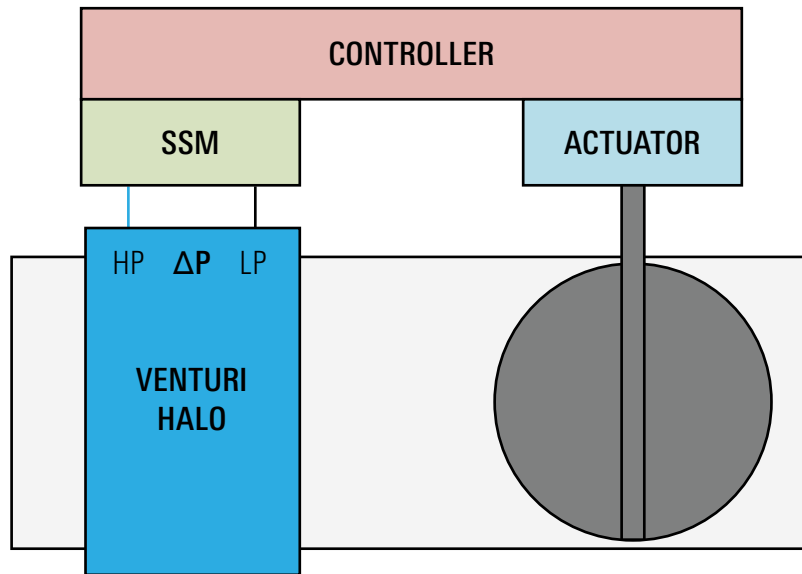 CONTROLLER
SSM
ACTUATOR
HP ΔP LP
VENTURI
HALO